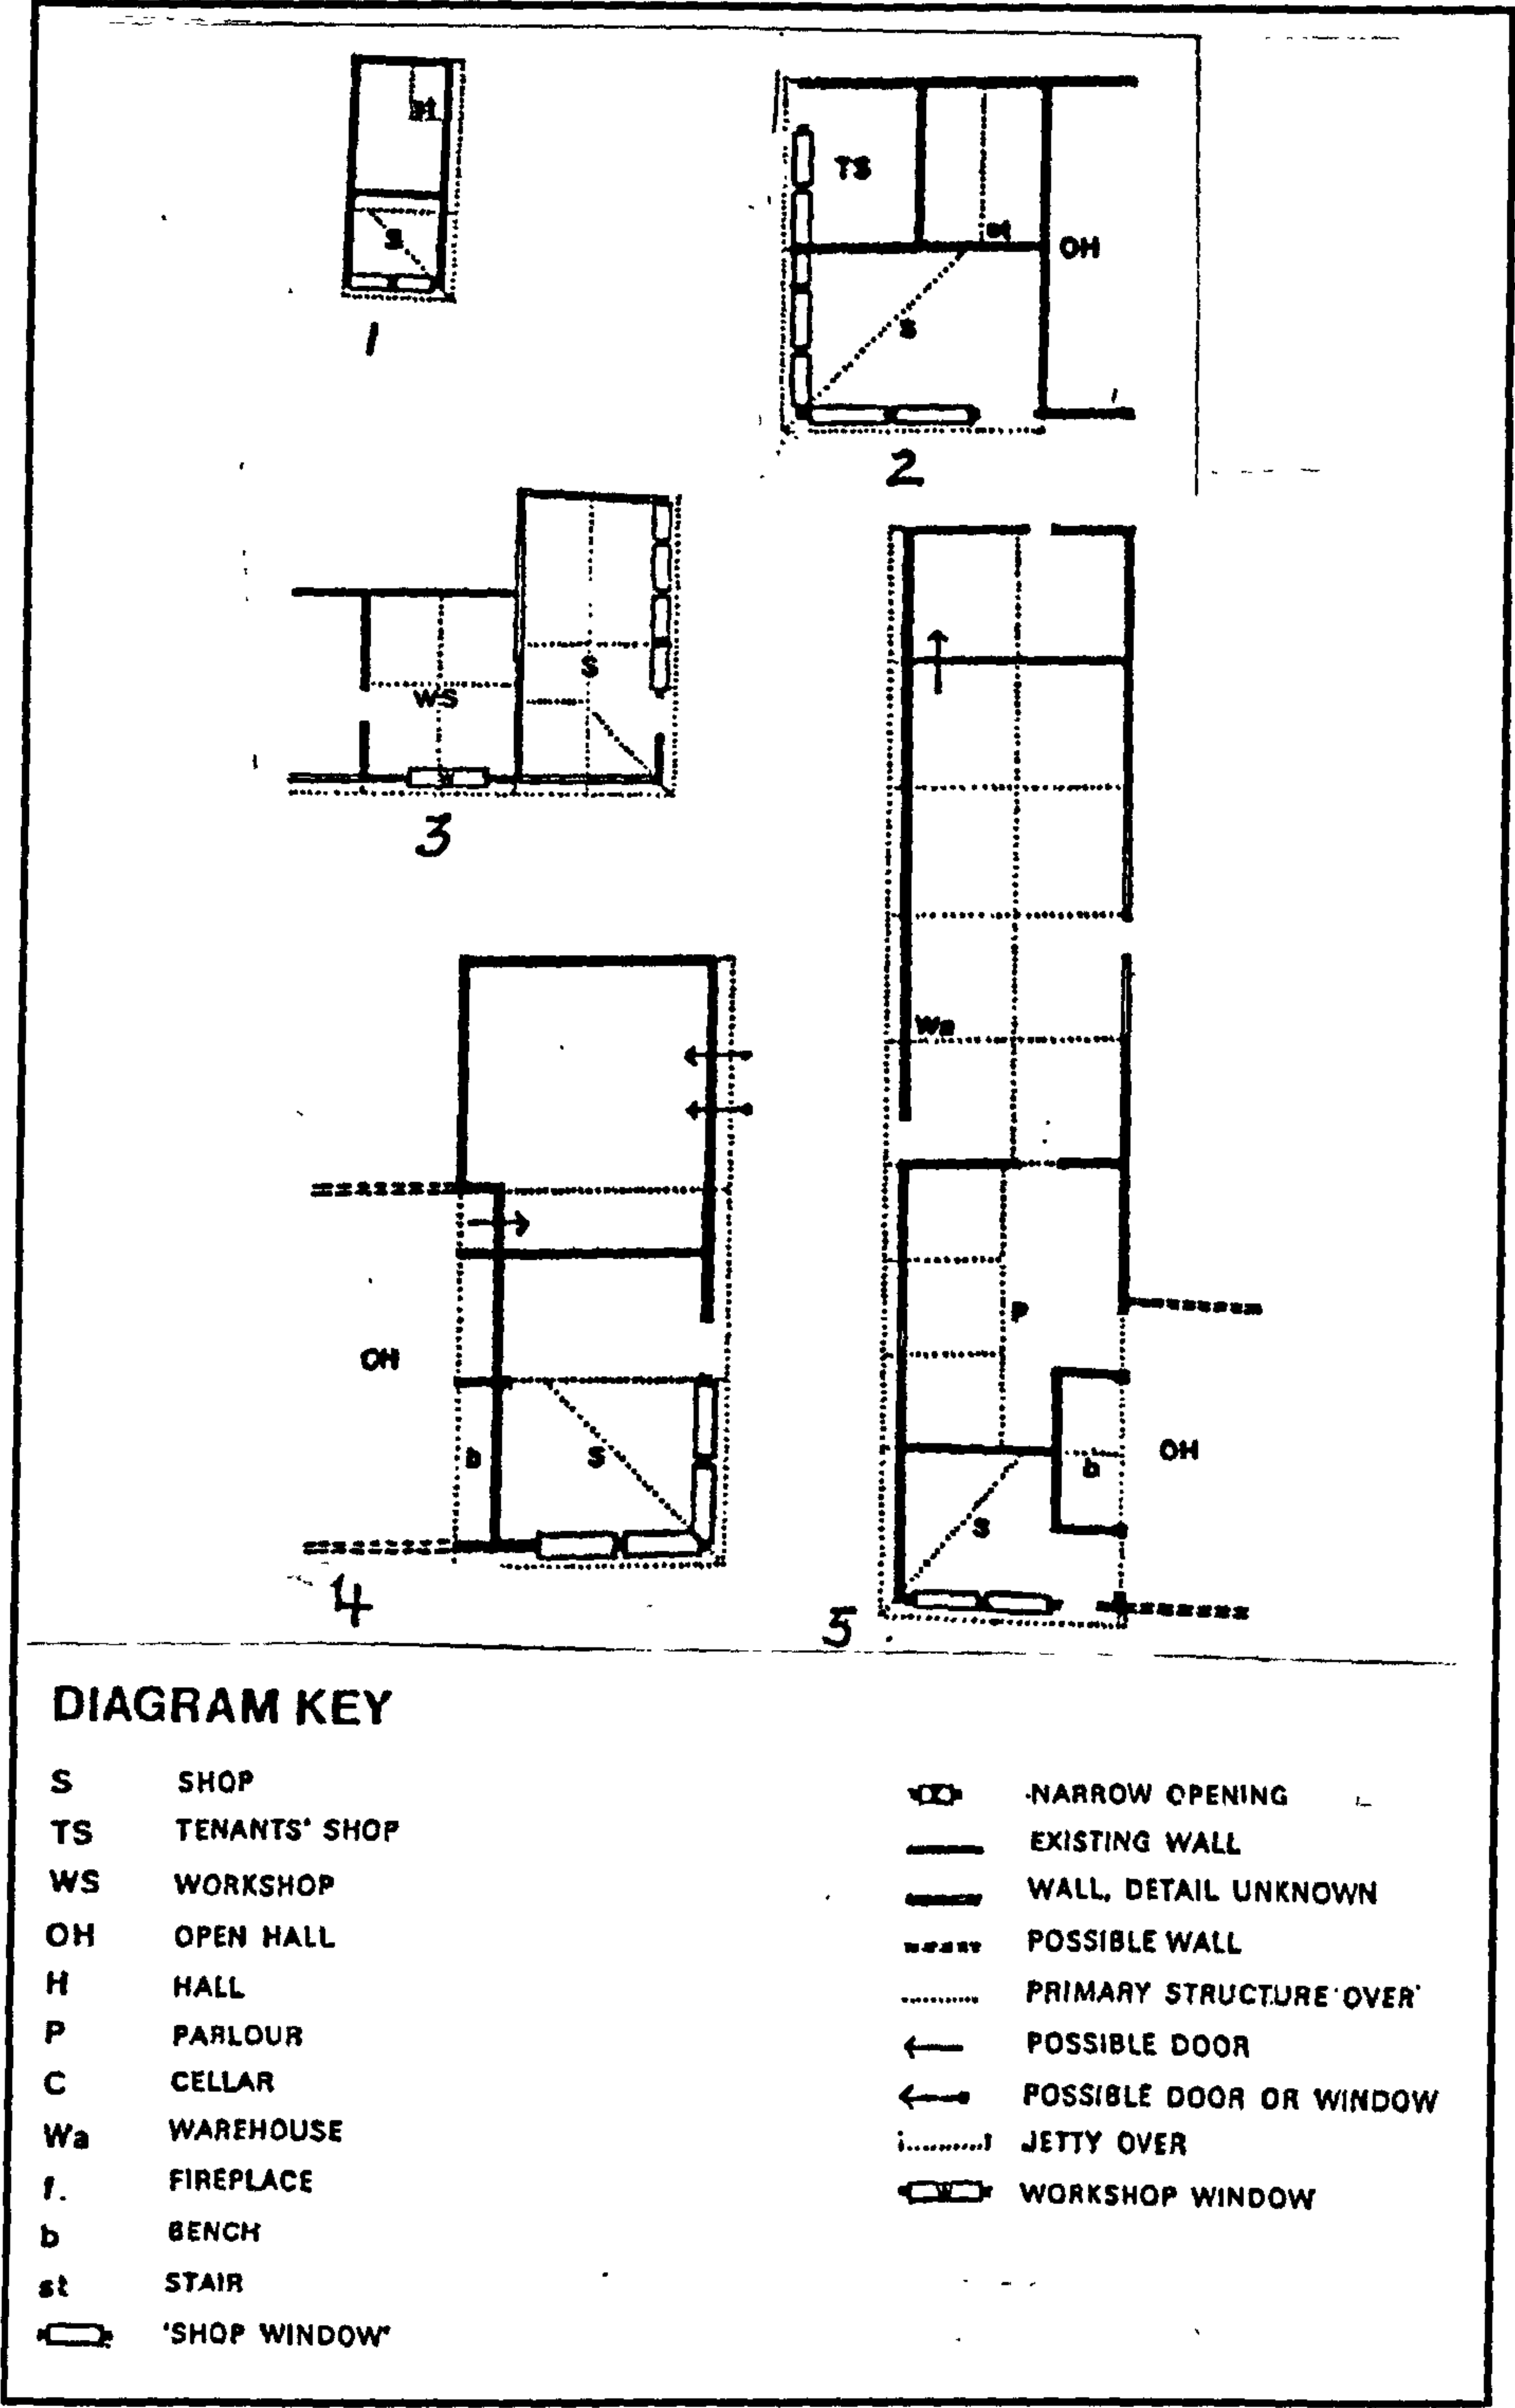 st
S
1
TS
st
OH
S
2
WS
S
3
Wa
OH
b
S
4
P
OH
b
S
5
DIAGRAM KEY
S SHOP
TS TENANTS' SHOP
WS WORKSHOP
OH OPEN HALL
H HALL
P PARLOUR
C CELLAR
Wa WAREHOUSE
f. FIREPLACE
b BENCH
st STAIR
'SHOP WINDOW'
NARROW OPENING
EXISTING WALL
WALL, DETAIL UNKNOWN
POSSIBLE WALL
PRIMARY STRUCTURE 'OVER'
POSSIBLE DOOR
POSSIBLE DOOR OR WINDOW
JETTY OVER
WORKSHOP WINDOW